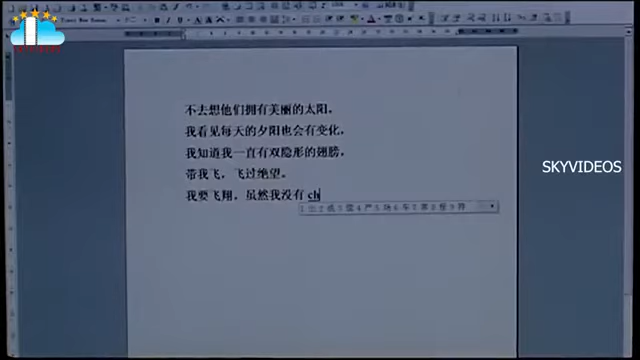 不去想他们拥有美丽的太阳，
我看见每天的夕阳也会有变化，
我知道我一直有双隐形的翅膀，
带我飞，飞过绝望。
我要飞翔，虽然我没有 ch
SKYVIDEOS